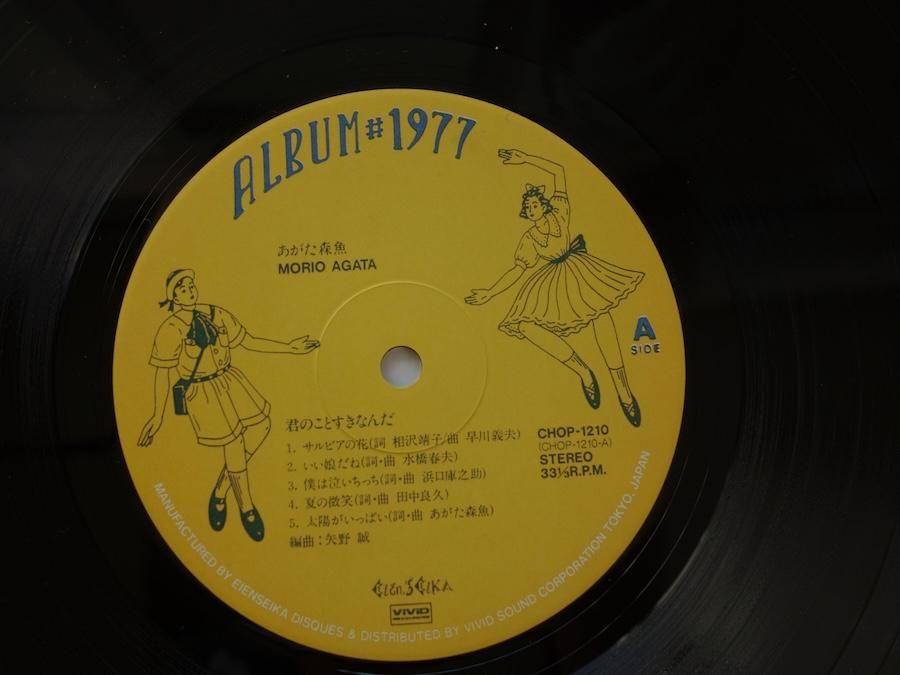 ALBUM#1977
あがた森魚
MORIO AGATA
A
SIDE
君のことすきなんだ
1. サルビアの花(詞 相沢靖子/曲 早川義夫)
2. いい娘だね(詞・曲 水橋春夫)
3. 僕は泣いちっち(詞・曲 浜口庫之助)
4. 夏の微笑(詞・曲 田中良久)
5. 太陽がいっぱい(詞・曲 あがた森魚)
編曲：矢野 誠
CHOP-1210
(CHOP-1210-A)
STEREO
33⅓R.P.M.
VIVID
MANUFACTURED BY EIENSEIKA DISQUES & DISTRIBUTED BY VIVID SOUND CORPORATION TOKYO. JAPAN